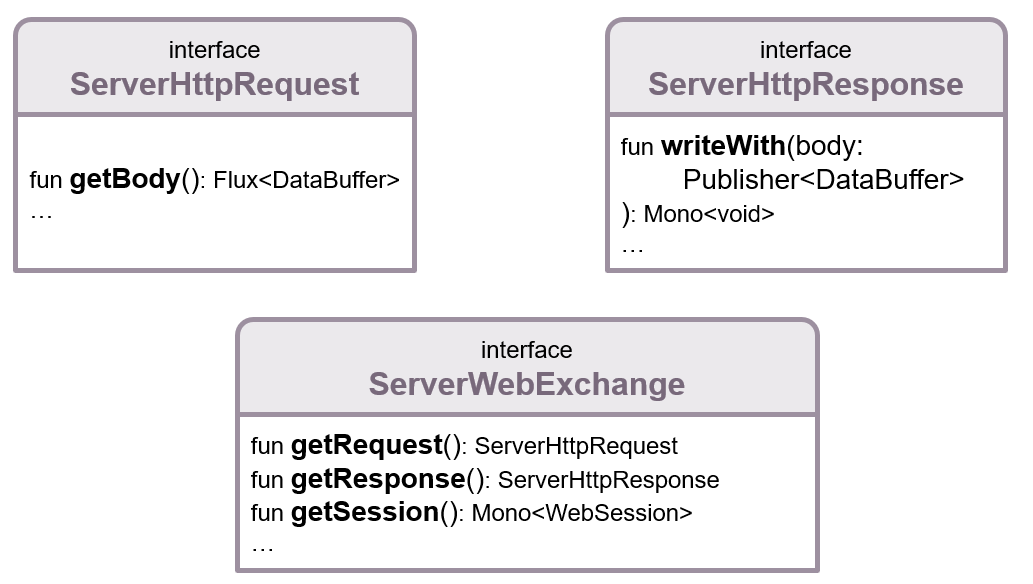 interface
ServerHttpRequest
fun getBody(): Flux<DataBuffer>
...
interface
ServerHttpResponse
fun writeWith(body:
Publisher<DataBuffer>
): Mono<void>
...
interface
ServerWebExchange
fun getRequest(): ServerHttpRequest
fun getResponse(): ServerHttpResponse
fun getSession(): Mono<WebSession>
...